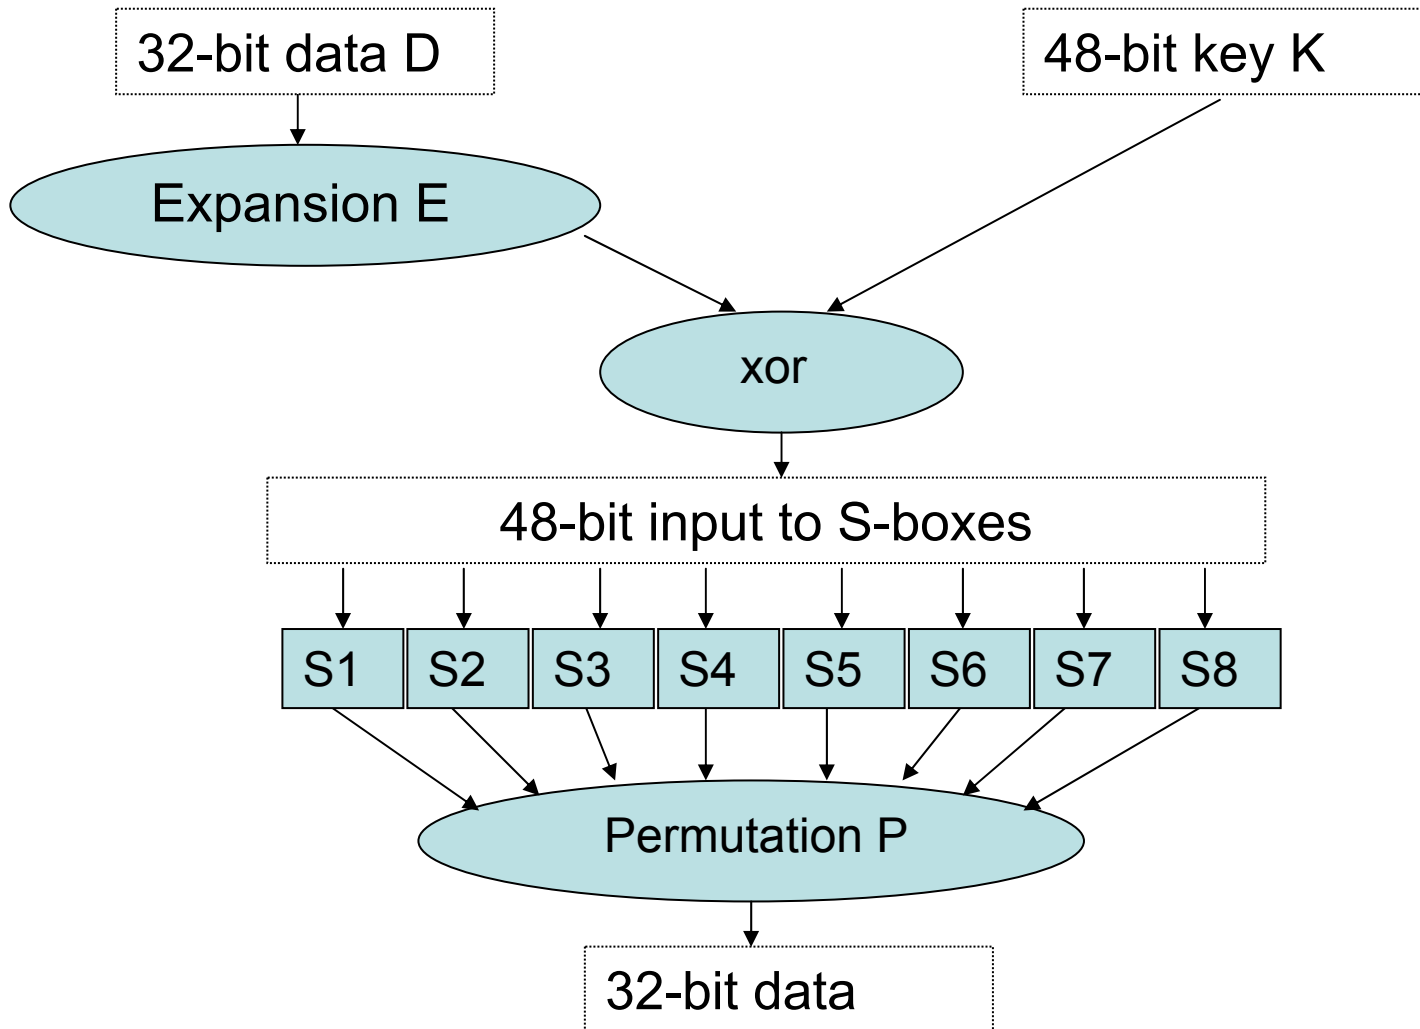 32-bit data D
48-bit key K
Expansion E
xor
48-bit input to S-boxes
S1 S2 S3 S4 S5 S6 S7 S8
Permutation P
32-bit data